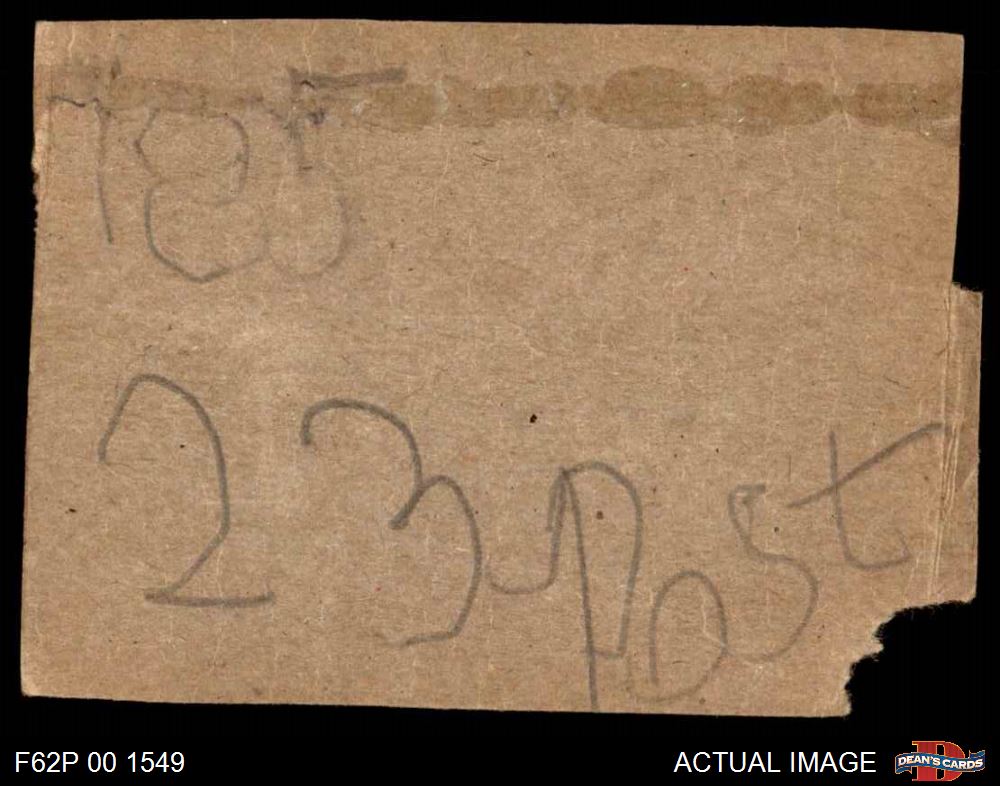 185
23 post
F62P 00 1549
ACTUAL IMAGE
DEAN'S CARDS